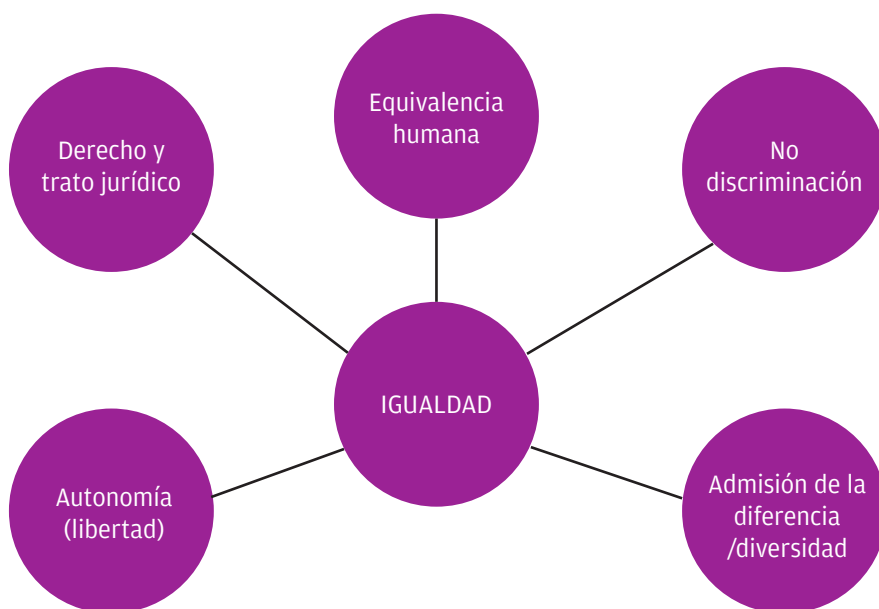 Equivalencia
humana
Derecho y
trato jurídico
No
discriminación
IGUALDAD
Autonomía
(libertad)
Admisión de la
diferencia
/diversidad